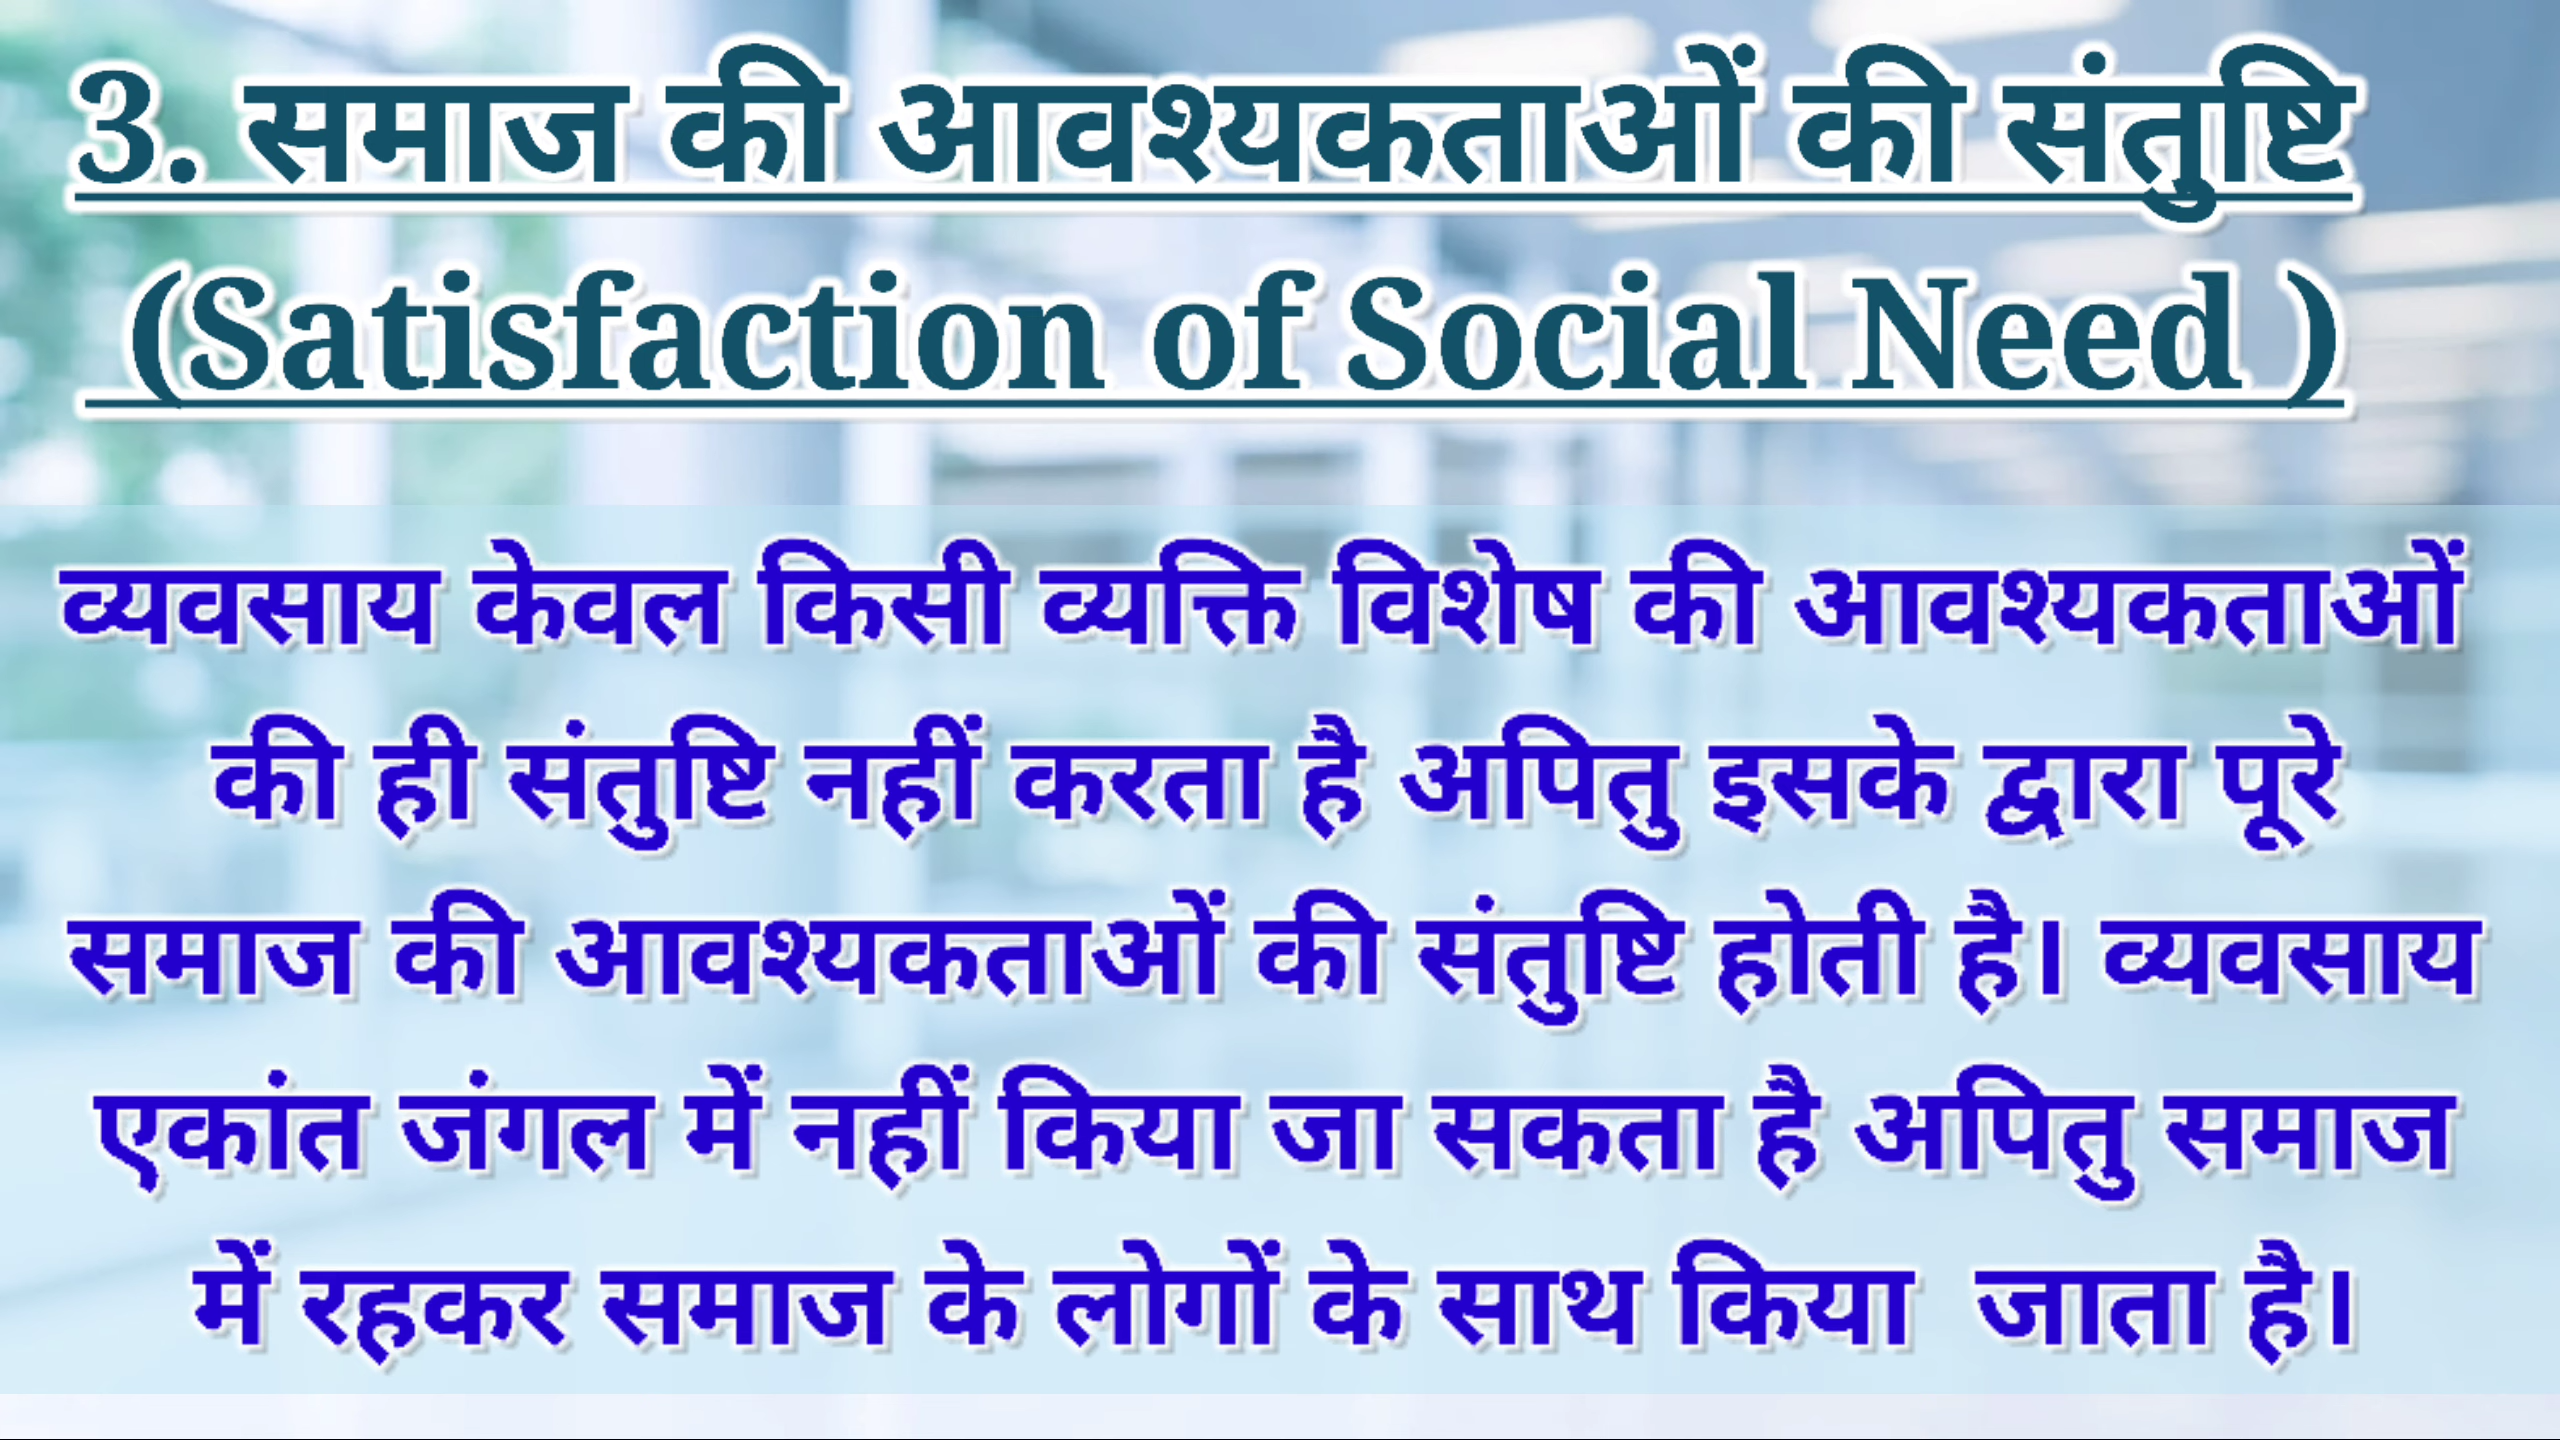 3. समाज की आवश्यकताओं की संतुष्टि
(Satisfaction of Social Need )
व्यवसाय केवल किसी व्यक्ति विशेष की आवश्यकताओं
की ही संतुष्टि नहीं करता है अपितु इसके द्वारा पूरे
समाज की आवश्यकताओं की संतुष्टि होती है। व्यवसाय
एकांत जंगल में नहीं किया जा सकता है अपितु समाज
में रहकर समाज के लोगों के साथ किया  जाता है।